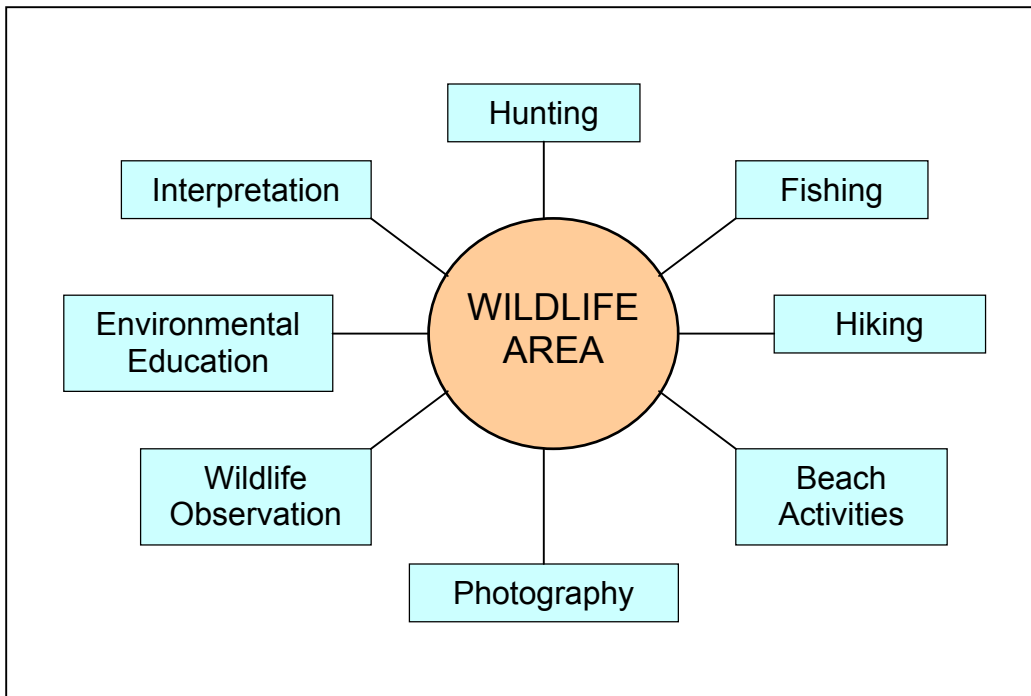 Hunting
Interpretation
Fishing
WILDLIFE
AREA
Environmental
Education
Hiking
Wildlife
Observation
Beach
Activities
Photography